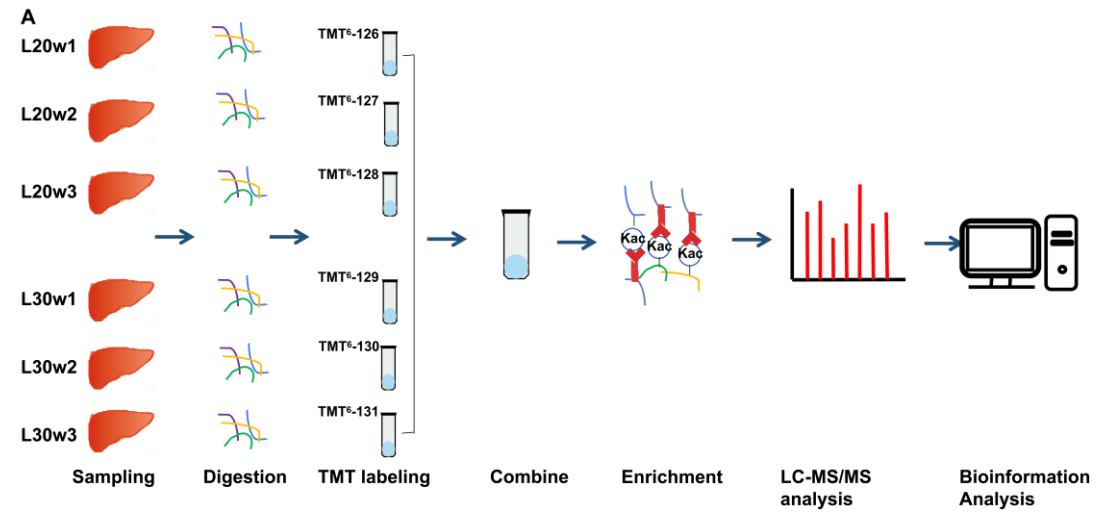 A
L20w1
TMT⁶-126
L20w2
TMT⁶-127
L20w3
TMT⁶-128
Kac
Kac
Kac
L30w1
TMT⁶-129
L30w2
TMT⁶-130
L30w3
TMT⁶-131
Sampling
Digestion
TMT labeling
Combine
Enrichment
LC-MS/MS
analysis
Bioinformation
Analysis